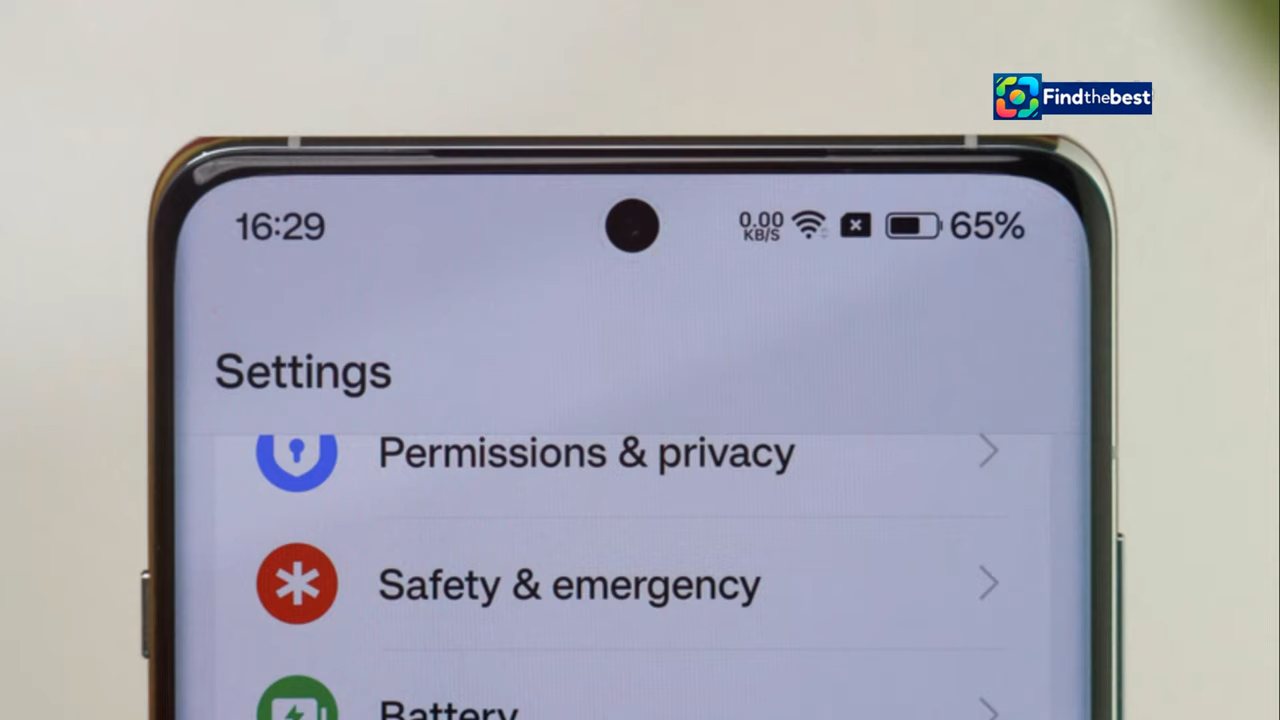 Findthebest
16:29
0.00
KB/S
65%
Settings
Permissions & privacy
Safety & emergency
Battery